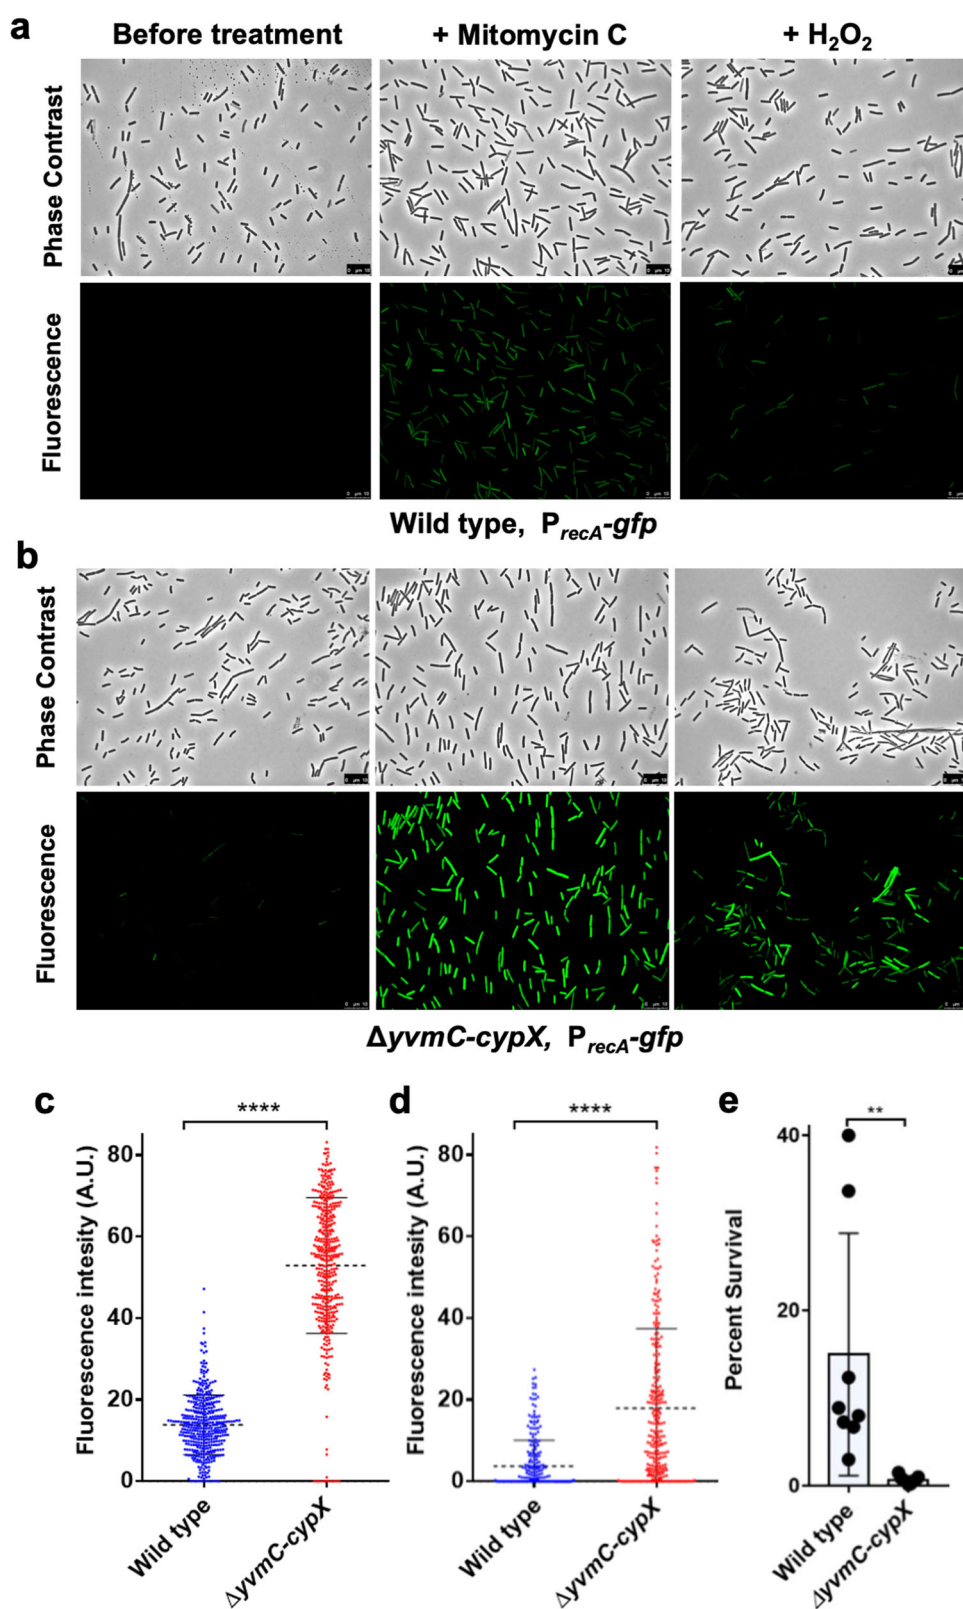 a
Before treatment
+ Mitomycin C
+ H₂O₂
Phase Contrast
Fluorescence
Wild type, PrecA-gfp
b
Phase Contrast
Fluorescence
ΔyvmC-cypX, PrecA-gfp
c
****
Fluorescence intesity (A.U.)
80
60
40
20
0
Wild type
ΔyvmC-cypX
d
****
Fluorescence intesity (A.U.)
80
60
40
20
0
Wild type
ΔyvmC-cypX
e
**
Percent Survival
40
20
0
Wild type
ΔyvmC-cypX